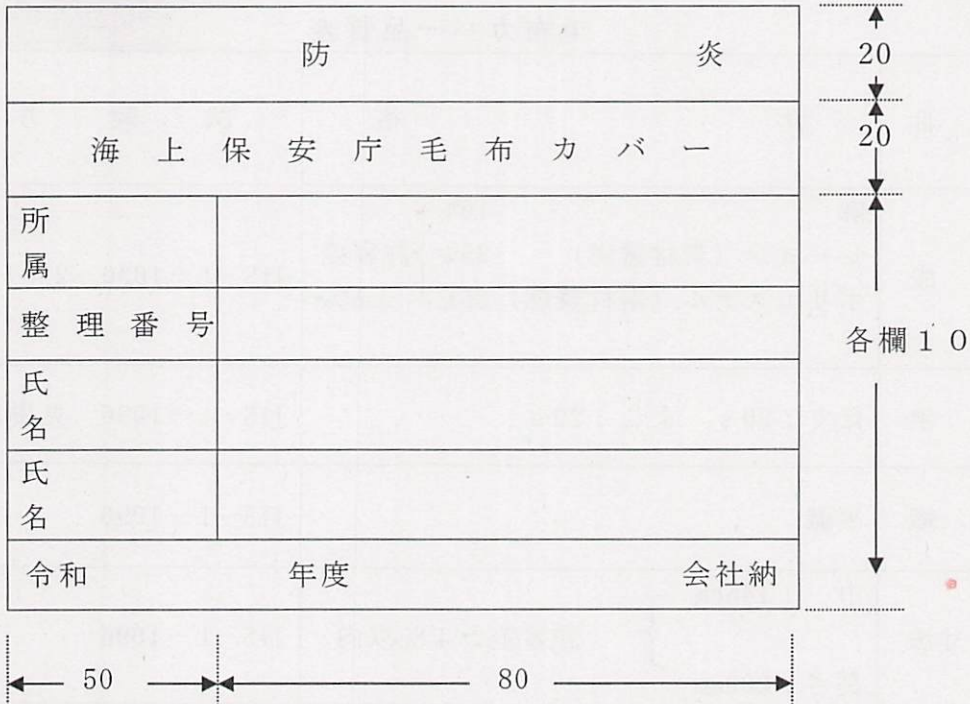 防 炎
20
海上保安庁毛布カバー
20
所属
整理番号
各欄10
氏名
氏名
令和 年度 会社納
50
80